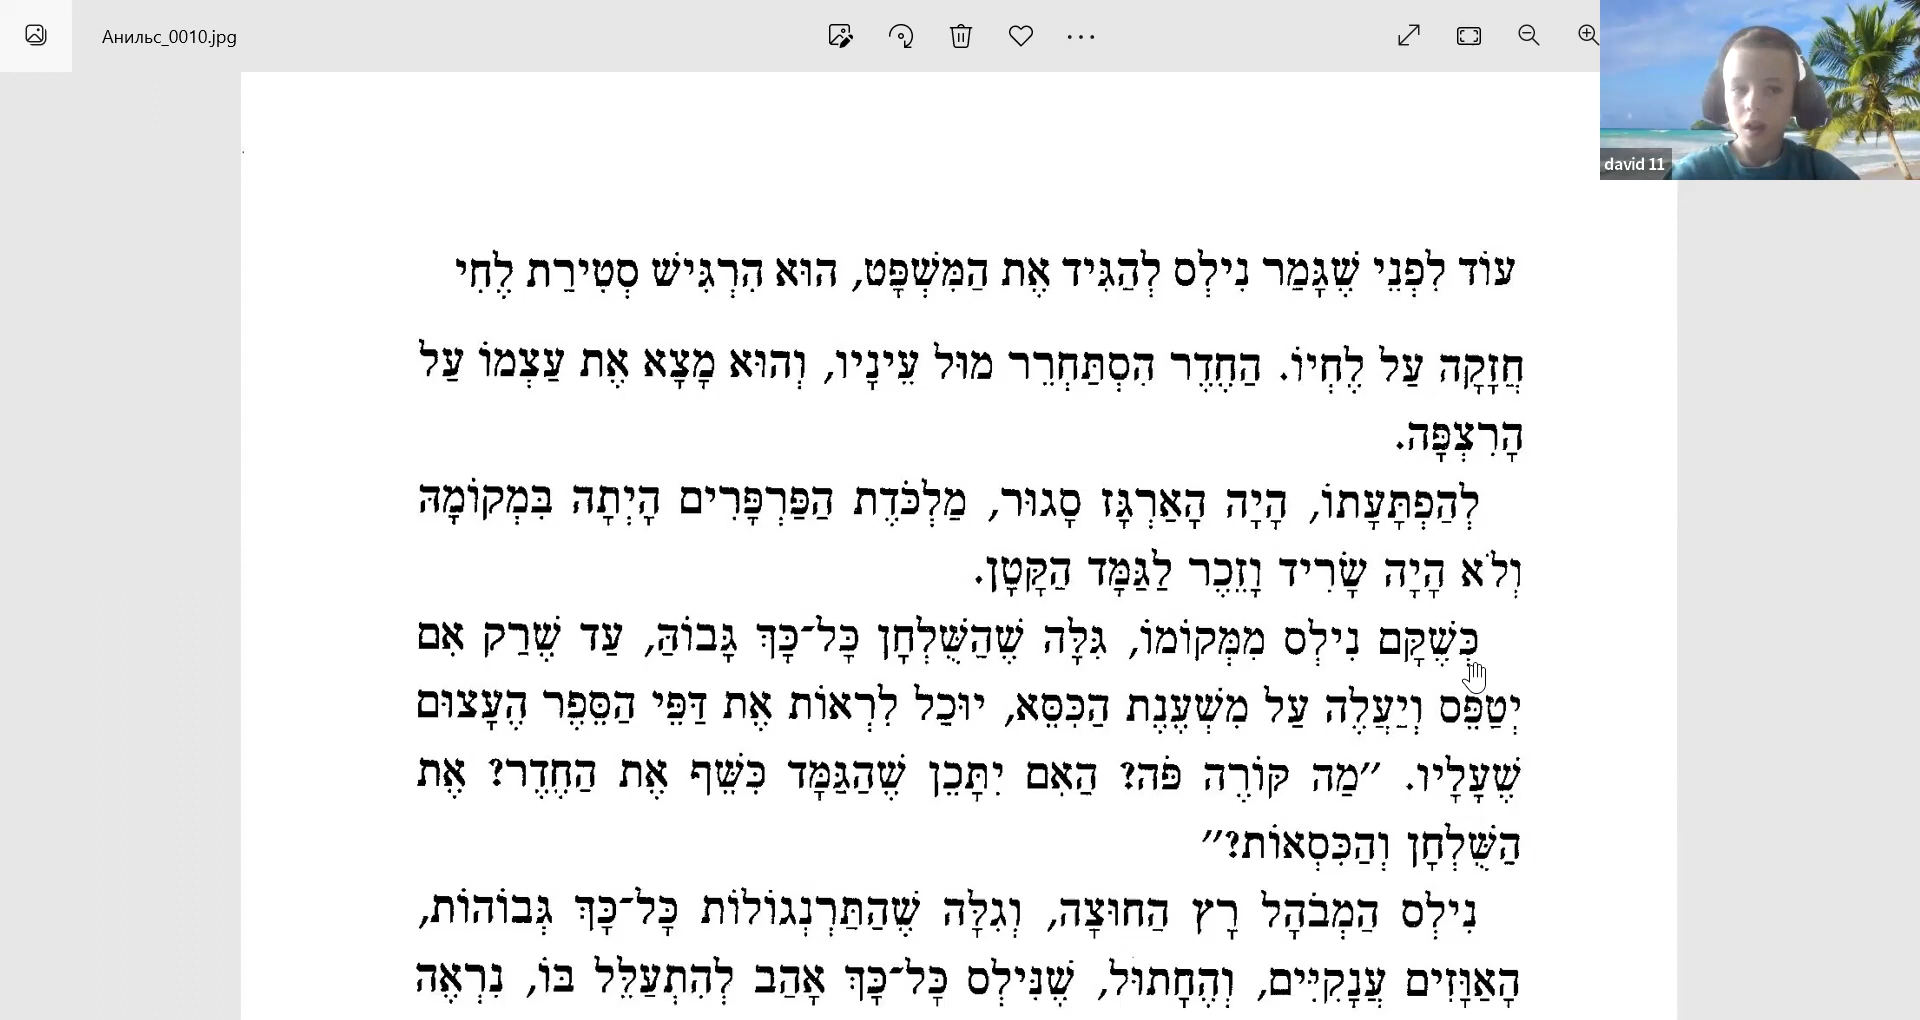 Анильс_0010.jpg
david 11
עוֹד לִפְנֵי שֶׁגָּמַר נִילְס לְהַגִּיד אֶת הַמִּשְׁפָּט, הוּא הִרְגִּישׁ סְטִירַת לֶחִי
חֲזָקָה עַל לֶחְיוֹ. הַחֶדֶר הִסְתַּחְרֵר מוּל עֵינָיו, וְהוּא מָצָא אֶת עַצְמוֹ עַל
הָרִצְפָּה.
לְהַפְתָּעָתוֹ, הָיָה הָאַרְגָּז סָגוּר, מַלְכֹּדֶת הַפַּרְפָּרִים הָיְתָה בִּמְקוֹמָהּ
וְלֹא הָיָה שָׂרִיד וָזֵכֶר לַגַּמָּד הַקָּטָן.
כְּשֶׁקָּם נִילְס מִמְּקוֹמוֹ, גִּלָּה שֶׁהַשֻּׁלְחָן כָּל־כָּךְ גָּבוֹהַּ, עַד שֶׁרַק אִם
יְטַפֵּס וְיַעֲלֶה עַל מִשְׁעֶנֶת הַכִּסֵּא, יוּכַל לִרְאוֹת אֶת דַּפֵּי הַסֵּפֶר הֶעָצוּם
שֶׁעָלָיו. ״מַה קּוֹרֶה פֹּה? הַאִם יִתָּכֵן שֶׁהַגַּמָּד כִּשֵּׁף אֶת הַחֶדֶר? אֶת
הַשֻּׁלְחָן וְהַכִּסְאוֹת?״
נִילְס הַמְבֹהָל רָץ הַחוּצָה, וְגִלָּה שֶׁהַתַּרְנְגוֹלוֹת כָּל־כָּךְ גְּבוֹהוֹת,
הָאַוָּזִים עֲנָקִיִּים, וְהֶחָתוּל, שֶׁנִּילְס כָּל־כָּךְ אָהַב לְהִתְעַלֵּל בּוֹ, נִרְאֶה